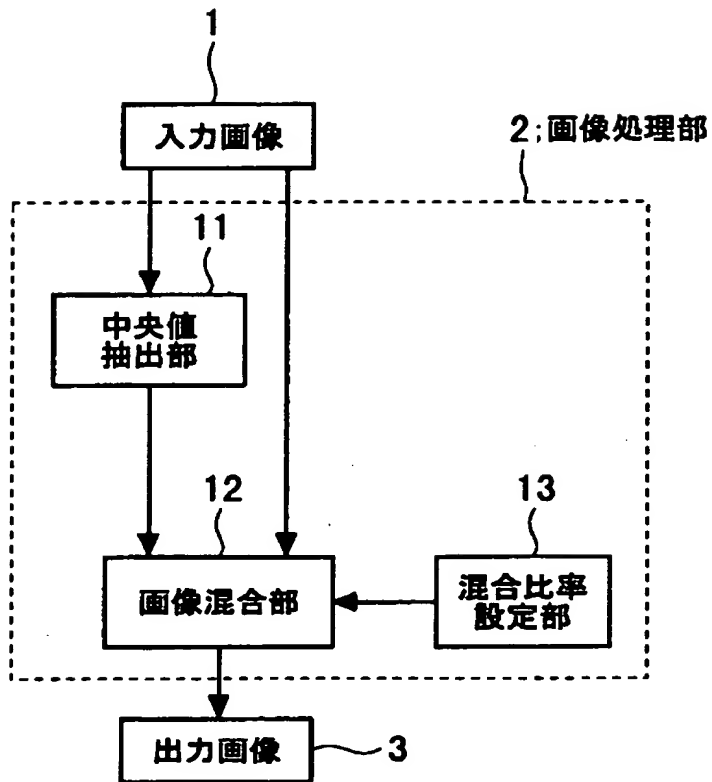 1
入力画像
2;画像処理部
11
中央値
抽出部
12
13
画像混合部
混合比率
設定部
出力画像
3